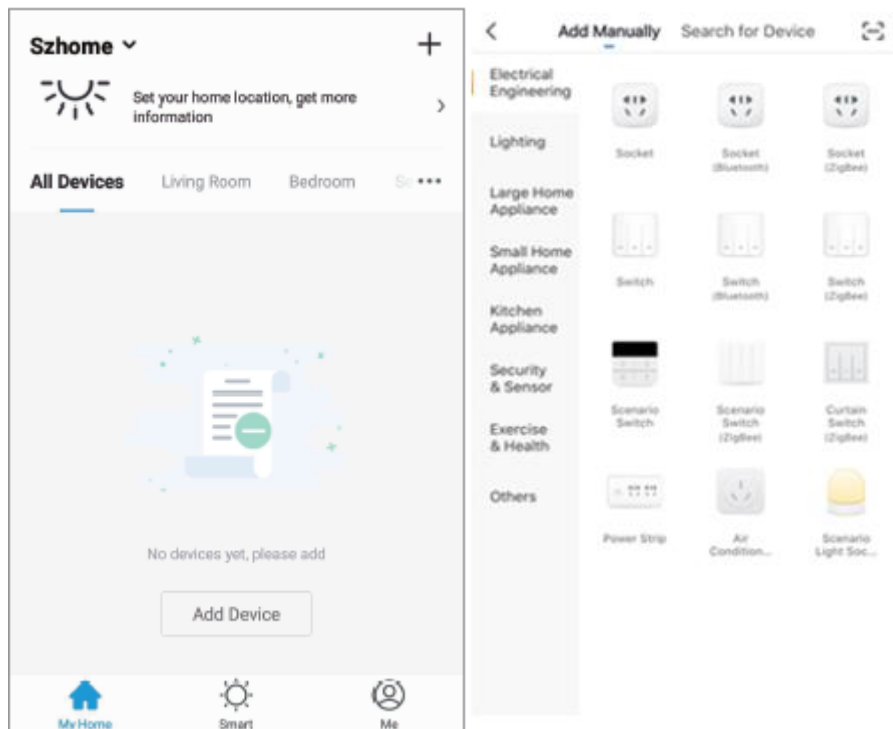 Szhome
Set your home location, get more
information
All Devices
Living Room
Bedroom
My Home
Smart
Me
No devices yet, please add
Add Device
Add Manually
Search for Device
Electrical
Engineering
Lighting
Large Home
Appliance
Small Home
Appliance
Kitchen
Appliance
Security
& Sensor
Exercise
& Health
Others
Socket
Socket
(Bluetooth)
Socket
(ZigBee)
Switch
Switch
(Bluetooth)
Switch
(ZigBee)
Scenario
Switch
Scenario
Switch
(ZigBee)
Curtain
Switch
(ZigBee)
Power Strip
Air
Condition...
Scenario
Light Soc...